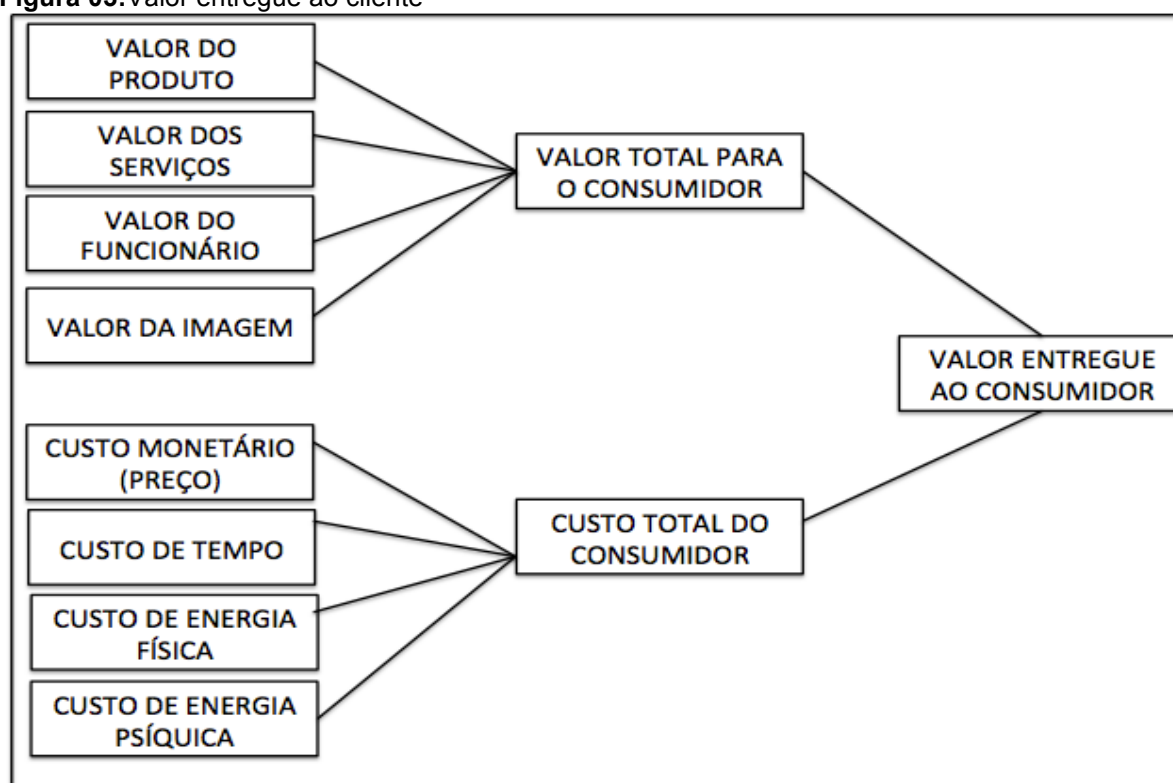 Figura 03:Valor entregue ao cliente
VALOR DO
PRODUTO
VALOR DOS
SERVIÇOS
VALOR DO
FUNCIONÁRIO
VALOR DA IMAGEM
VALOR TOTAL PARA
O CONSUMIDOR
VALOR ENTREGUE
AO CONSUMIDOR
CUSTO MONETÁRIO
(PREÇO)
CUSTO DE TEMPO
CUSTO DE ENERGIA
FÍSICA
CUSTO DE ENERGIA
PSÍQUICA
CUSTO TOTAL DO
CONSUMIDOR